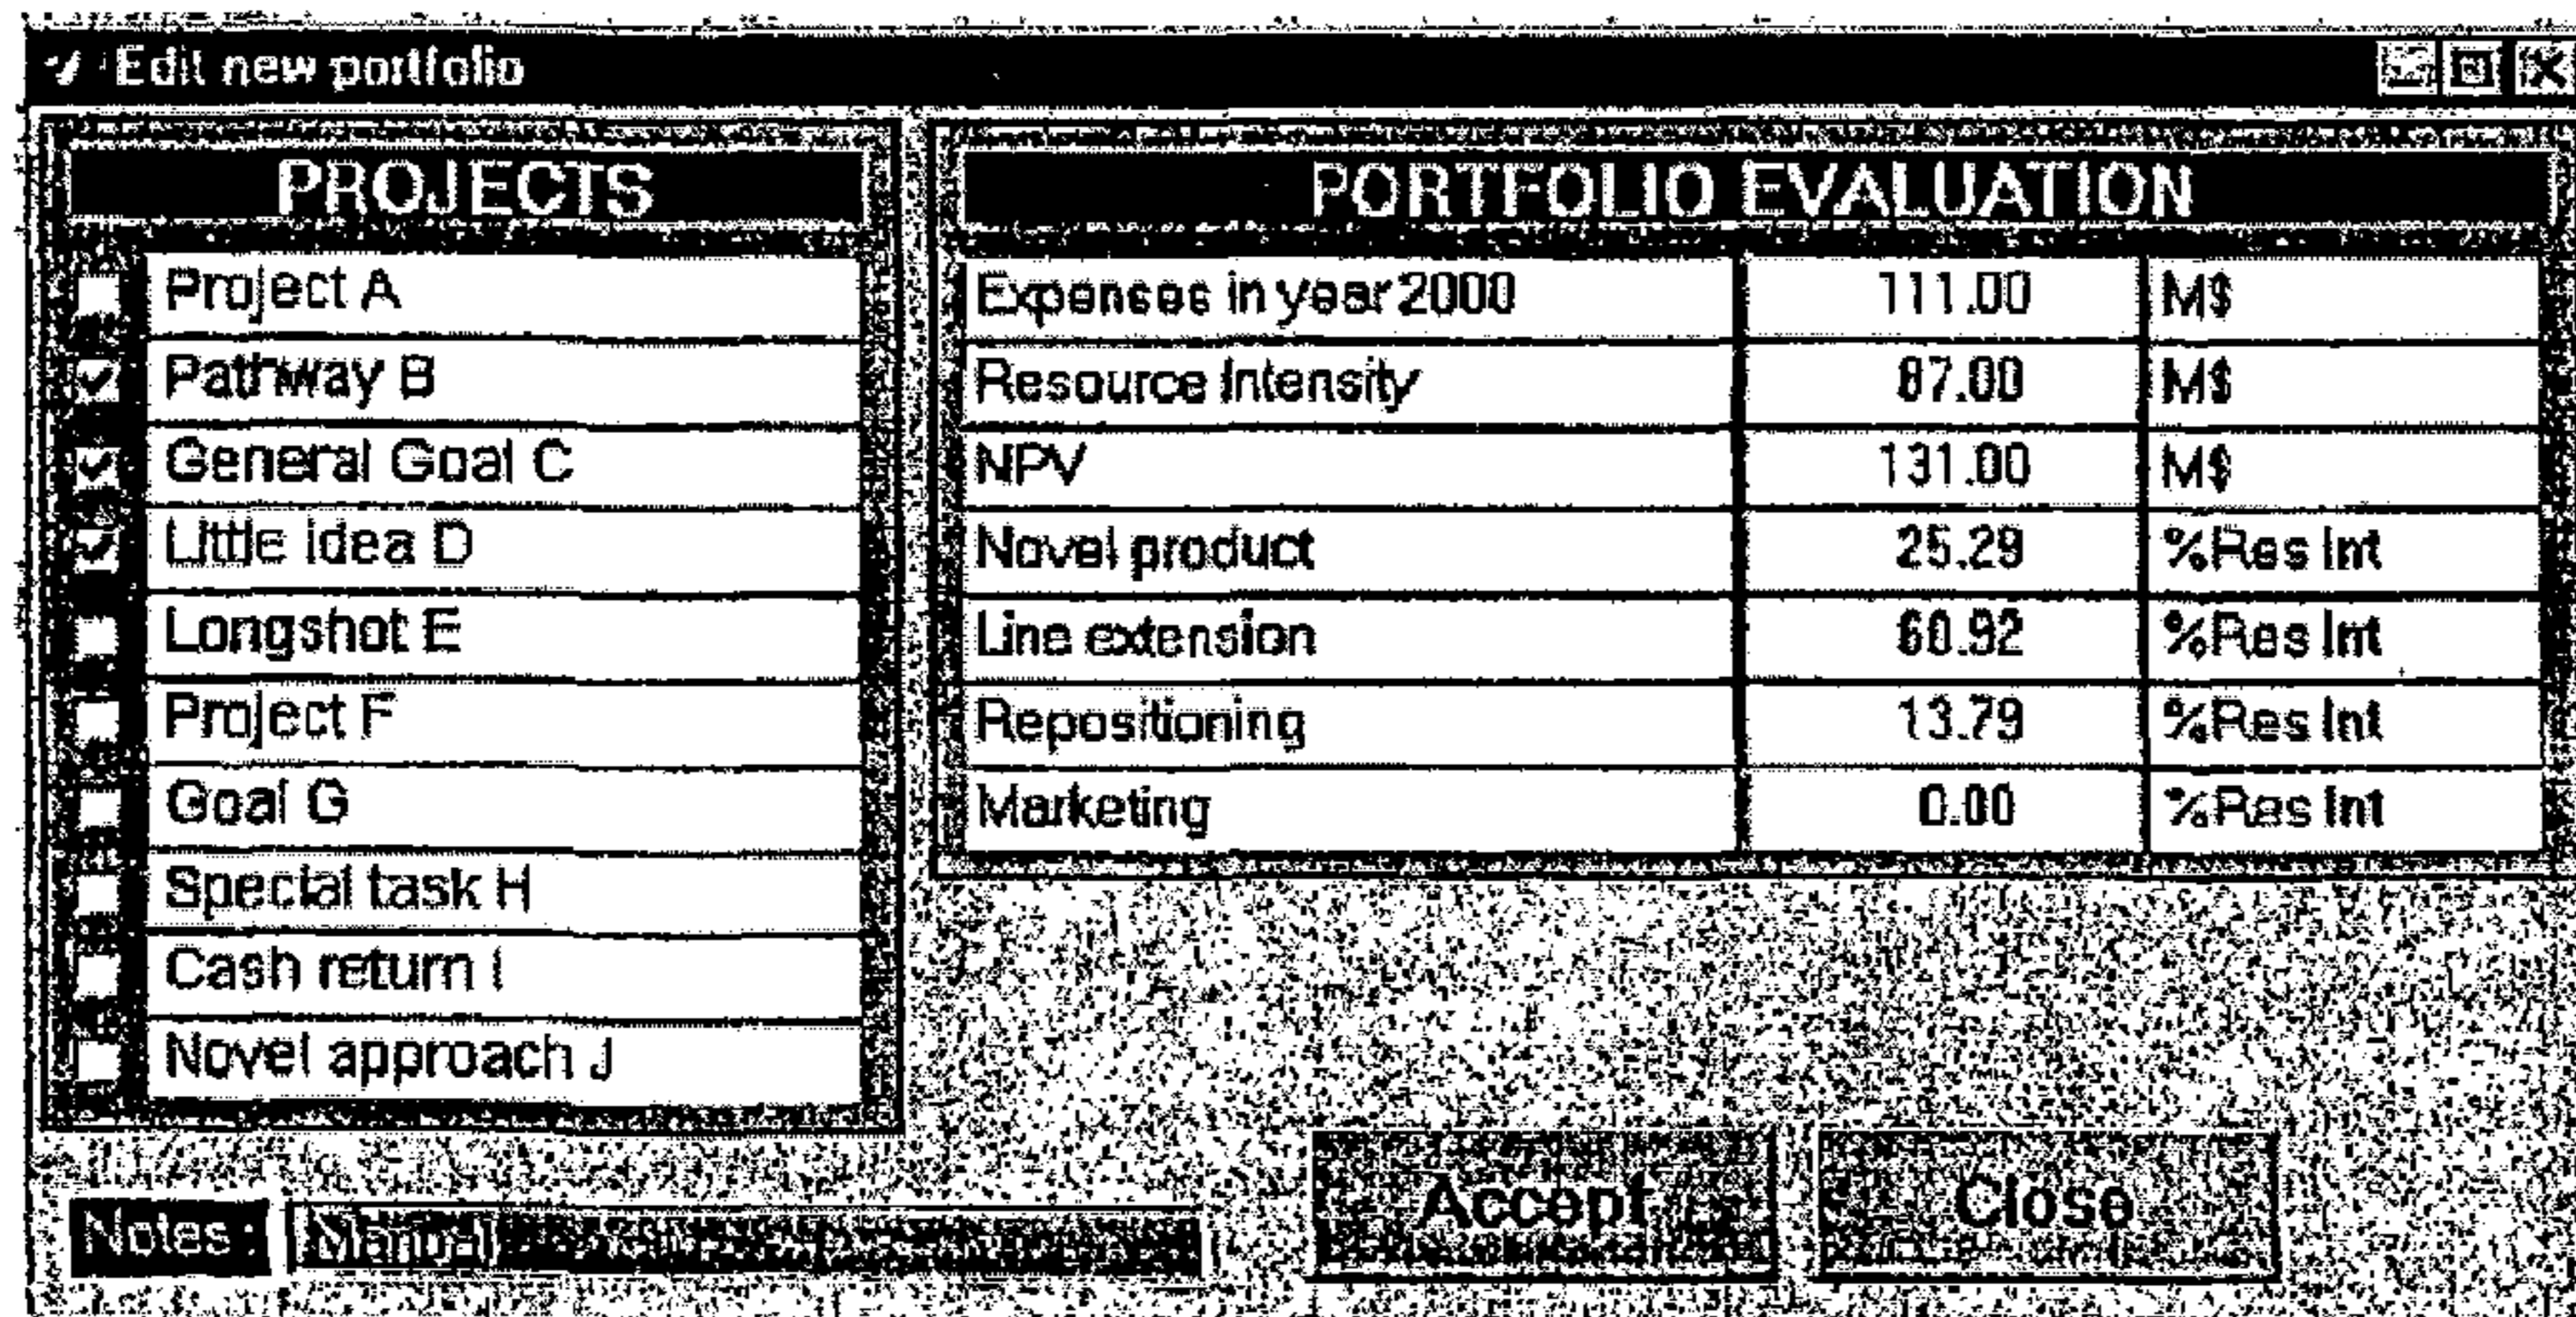 Edit new portfolio
PROJECTS
Project A
Pathway B
General Goal C
Little idea D
Longshot E
Project F
Goal G
Special task H
Cash return I
Novel approach J
PORTFOLIO EVALUATION
Expenses in year 2000 111.00 M$
Resource Intensity 87.00 M$
NPV 131.00 M$
Novel product 25.29 %Res Int
Line extension 60.92 %Res Int
Repositioning 13.79 %Res Int
Marketing 0.00 %Res Int
Notes: Manual
Accept Close